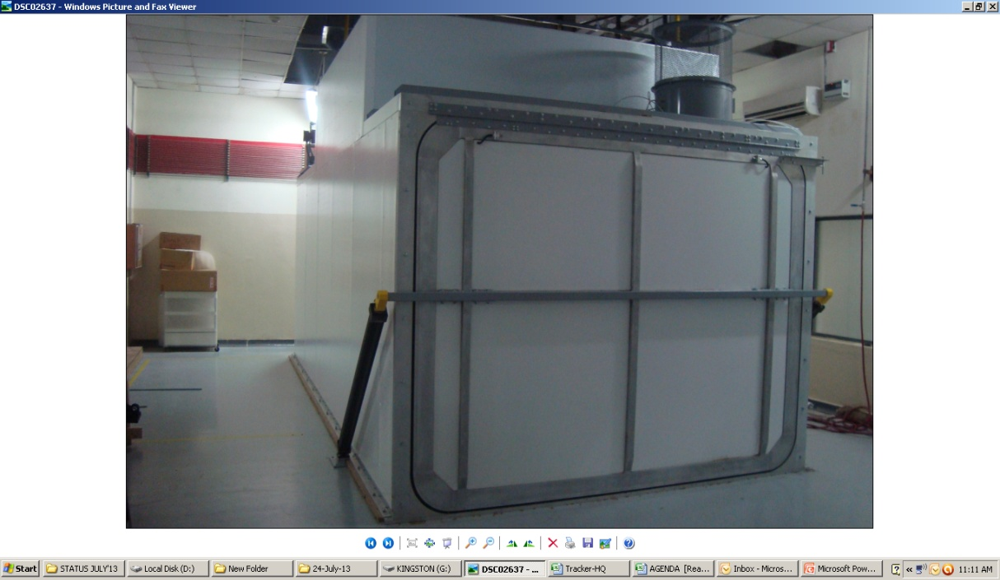 DSC02637 - Windows Picture and Fax Viewer
Start
STATUS JULY'13
Local Disk (D:)
New Folder
24-July-13
KINGSTON (G:)
DSC02637 - ...
Tracker-HQ
AGENDA [Rea...
Inbox - Micros...
Microsoft Pow...
11:11 AM